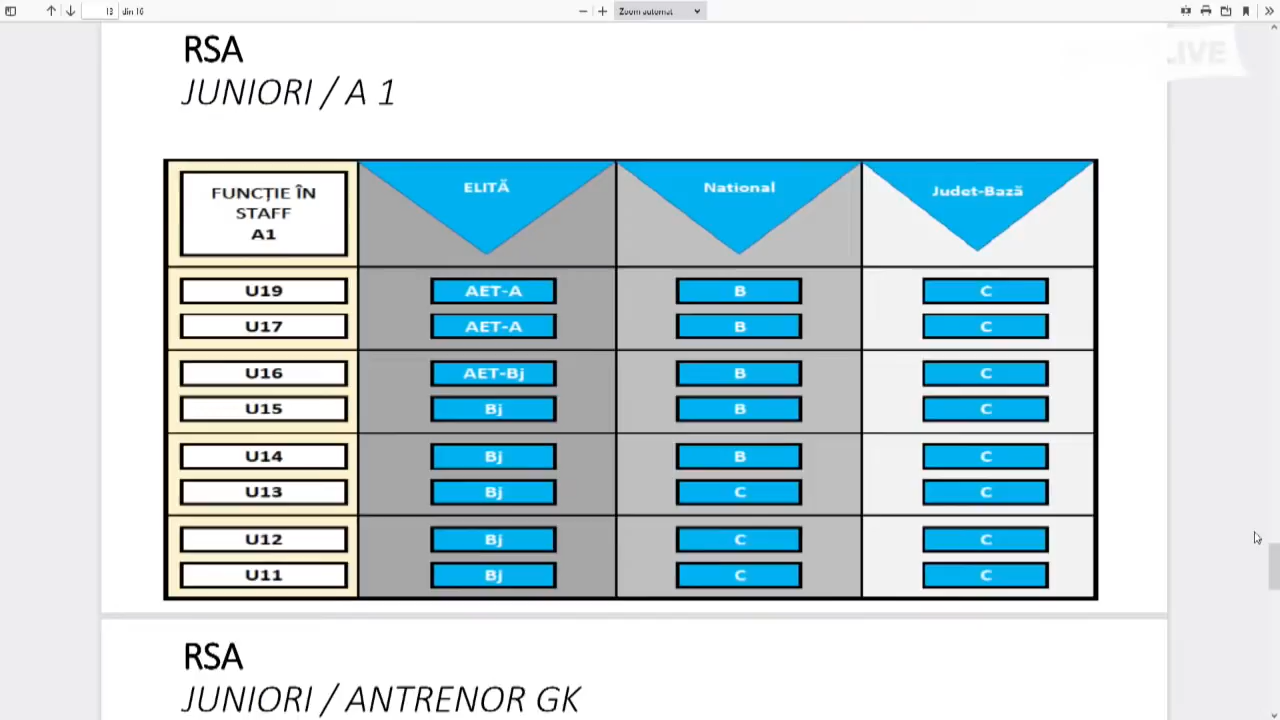 13 din 16
Zoom automat
LIVE
RSA
JUNIORI / A 1
FUNCȚIE ÎN
STAFF
A1
ELITĂ
National
Judet-Bază
U19 AET-A B C
U17 AET-A B C
U16 AET-Bj B C
U15 Bj B C
U14 Bj B C
U13 Bj C C
U12 Bj C C
U11 Bj C C
RSA
JUNIORI / ANTRENOR GK